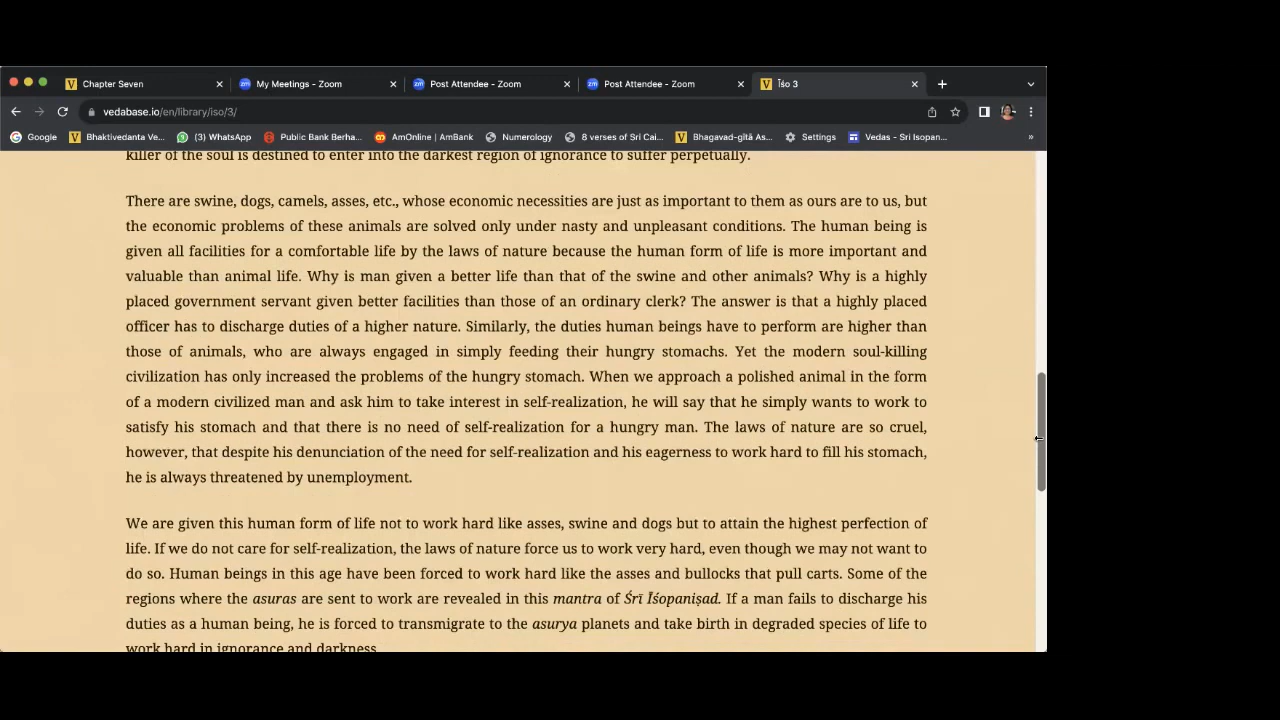 Chapter Seven
My Meetings - Zoom
Post Attendee - Zoom
Post Attendee - Zoom
Īśo 3
vedabase.io/en/library/iso/3/
Google
Bhaktivedanta Ve...
(3) WhatsApp
Public Bank Berha...
AmOnline | AmBank
Numerology
8 verses of Sri Cai...
Bhagavad-gītā As...
Settings
Vedas - Sri Isopan...
killer of the soul is destined to enter into the darkest region of ignorance to suffer perpetually.
There are swine, dogs, camels, asses, etc., whose economic necessities are just as important to them as ours are to us, but
the economic problems of these animals are solved only under nasty and unpleasant conditions. The human being is
given all facilities for a comfortable life by the laws of nature because the human form of life is more important and
valuable than animal life. Why is man given a better life than that of the swine and other animals? Why is a highly
placed government servant given better facilities than those of an ordinary clerk? The answer is that a highly placed
officer has to discharge duties of a higher nature. Similarly, the duties human beings have to perform are higher than
those of animals, who are always engaged in simply feeding their hungry stomachs. Yet the modern soul-killing
civilization has only increased the problems of the hungry stomach. When we approach a polished animal in the form
of a modern civilized man and ask him to take interest in self-realization, he will say that he simply wants to work to
satisfy his stomach and that there is no need of self-realization for a hungry man. The laws of nature are so cruel,
however, that despite his denunciation of the need for self-realization and his eagerness to work hard to fill his stomach,
he is always threatened by unemployment.
We are given this human form of life not to work hard like asses, swine and dogs but to attain the highest perfection of
life. If we do not care for self-realization, the laws of nature force us to work very hard, even though we may not want to
do so. Human beings in this age have been forced to work hard like the asses and bullocks that pull carts. Some of the
regions where the asuras are sent to work are revealed in this mantra of Śrī Īśopaniṣad. If a man fails to discharge his
duties as a human being, he is forced to transmigrate to the asurya planets and take birth in degraded species of life to
work hard in ignorance and darkness.